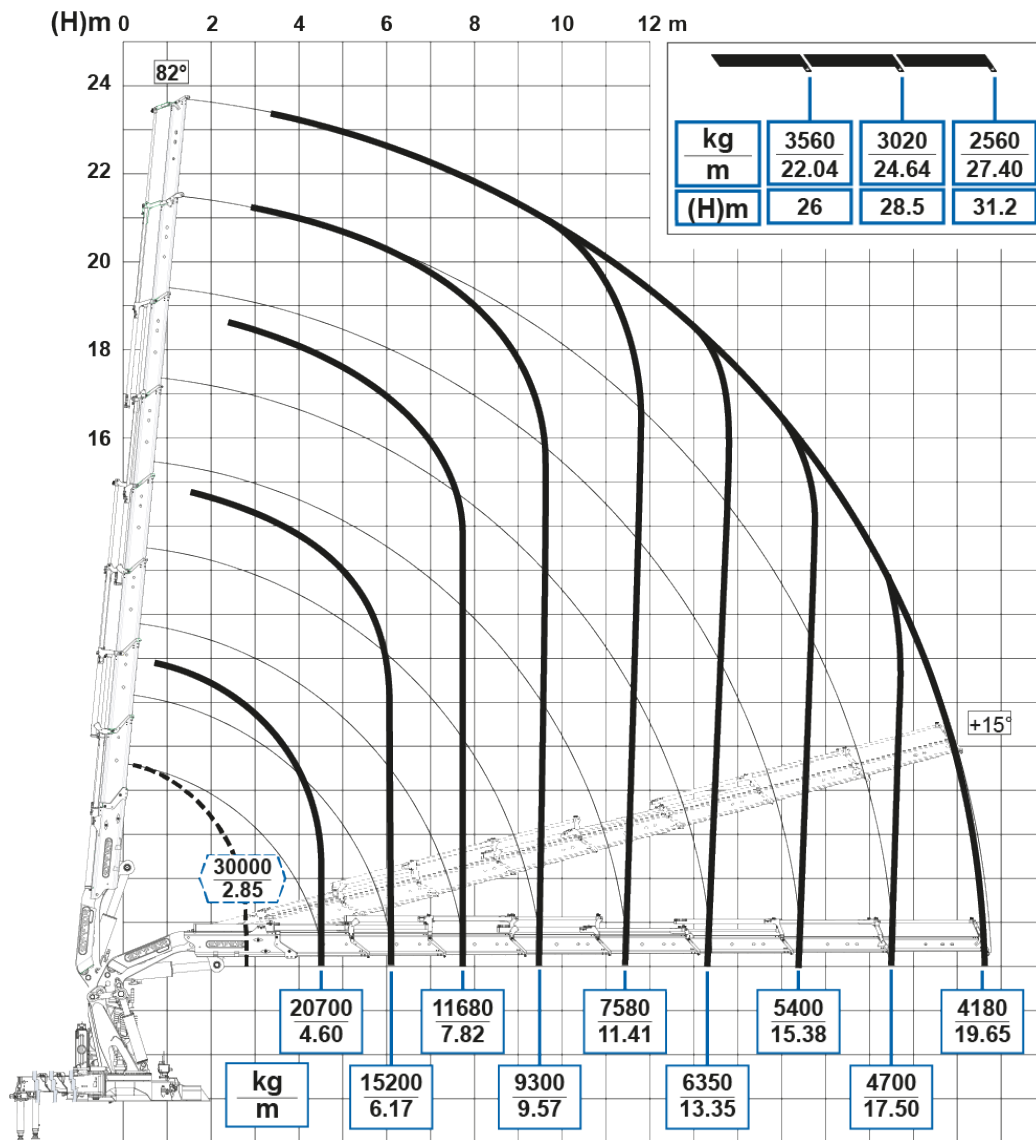 (H)m 0 2 4 6 8 10 12 m
82°
24
22
20
18
16
kg 3560 3020 2560
m 22.04 24.64 27.40
(H)m 26 28.5 31.2
+15°
30000
2.85
20700 11680 7580 5400 4180
4.60 7.82 11.41 15.38 19.65
kg 15200 9300 6350 4700
m 6.17 9.57 13.35 17.50